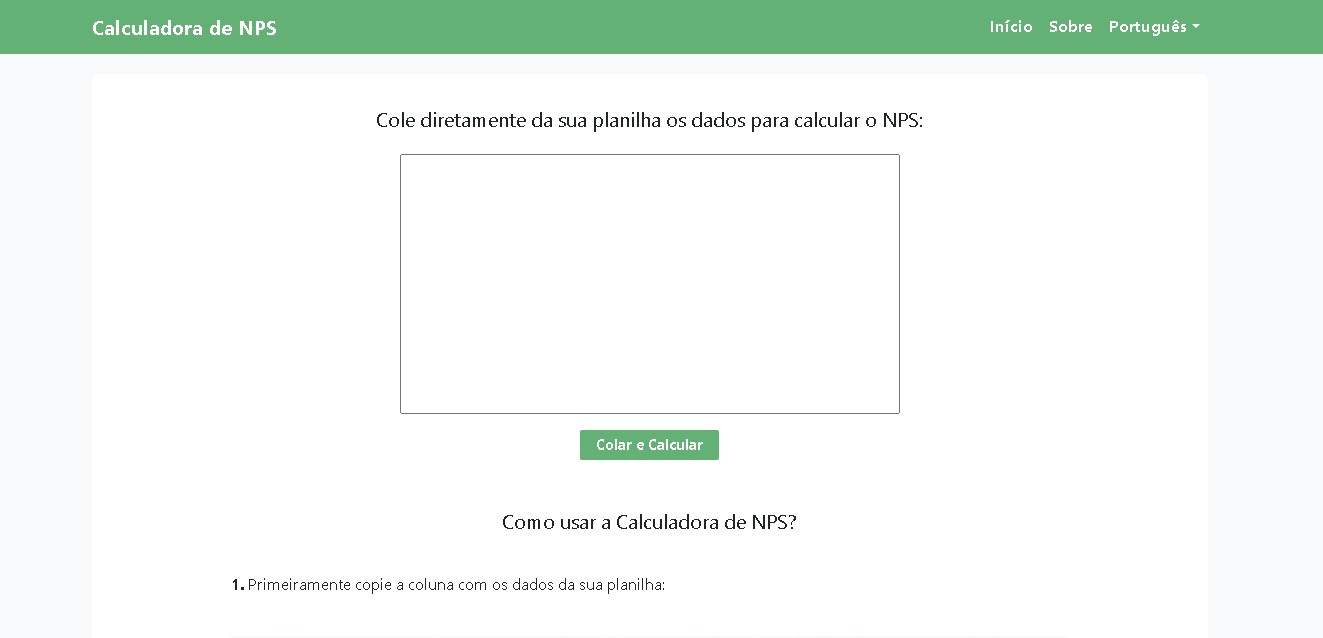 Calculadora de NPS
Início Sobre Português
Cole diretamente da sua planilha os dados para calcular o NPS:
Colar e Calcular
Como usar a Calculadora de NPS?
1. Primeiramente copie a coluna com os dados da sua planilha: